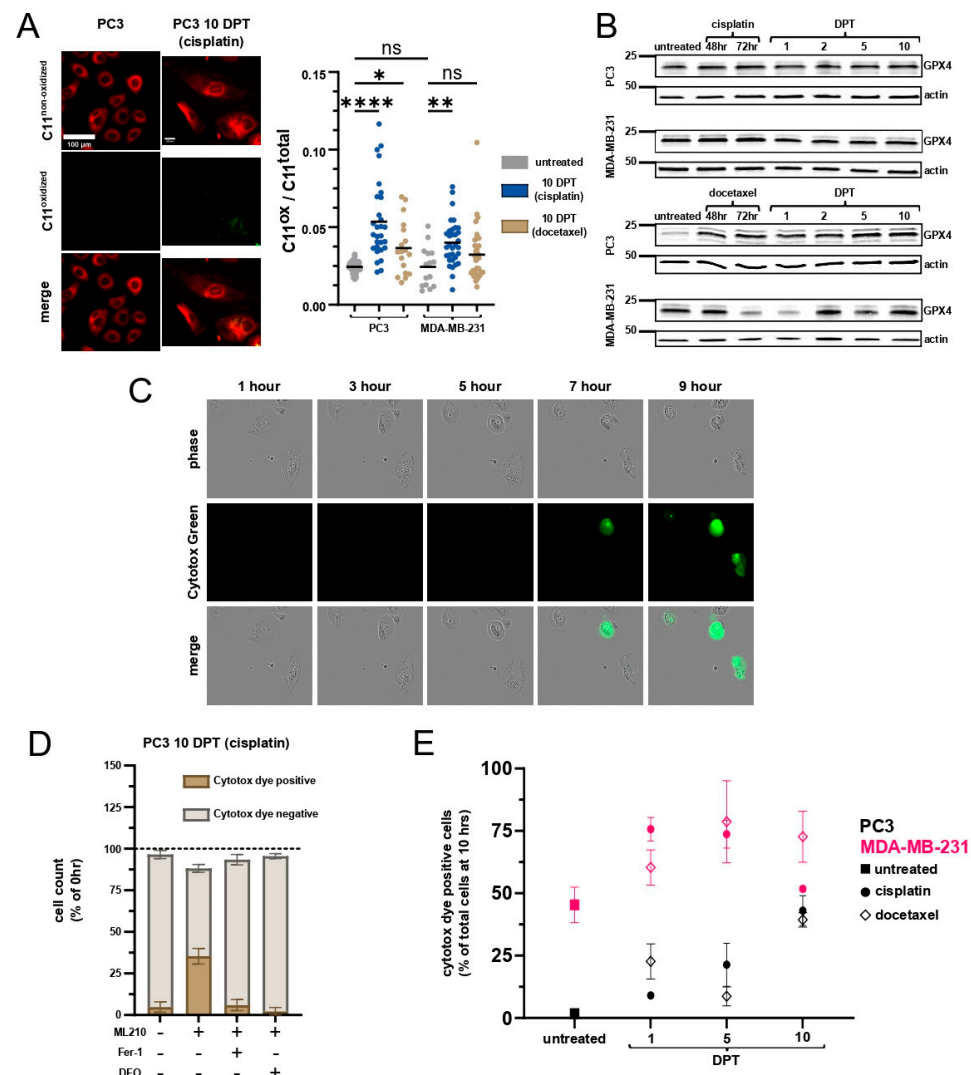 A
PC3
PC3 10 DPT
(cisplatin)
C11non-oxidized
100 μm
C11oxidized
merge
ns
*
ns
****
**
0.15
0.10
0.05
0.00
C11ox / C11total
PC3
MDA-MB-231
untreated
10 DPT
(cisplatin)
10 DPT
(docetaxel)
B
cisplatin
DPT
untreated 48hr 72hr 1 2 5 10
25
GPX4
PC3
50
actin
25
GPX4
MDA-MB-231
50
actin
docetaxel
DPT
untreated 48hr 72hr 1 2 5 10
25
GPX4
PC3
50
actin
25
GPX4
MDA-MB-231
50
actin
C
1 hour 3 hour 5 hour 7 hour 9 hour
phase
Cytotox Green
merge
D
PC3 10 DPT (cisplatin)
150
125
100
75
50
25
0
cell count
(% of 0hr)
Cytotox dye positive
Cytotox dye negative
ML210 - + + +
Fer-1 - - + -
DFO - - - +
E
100
75
50
25
0
cytotox dye positive cells
(% of total cells at 10 hrs)
untreated
1
5
10
DPT
PC3
MDA-MB-231
untreated
cisplatin
docetaxel